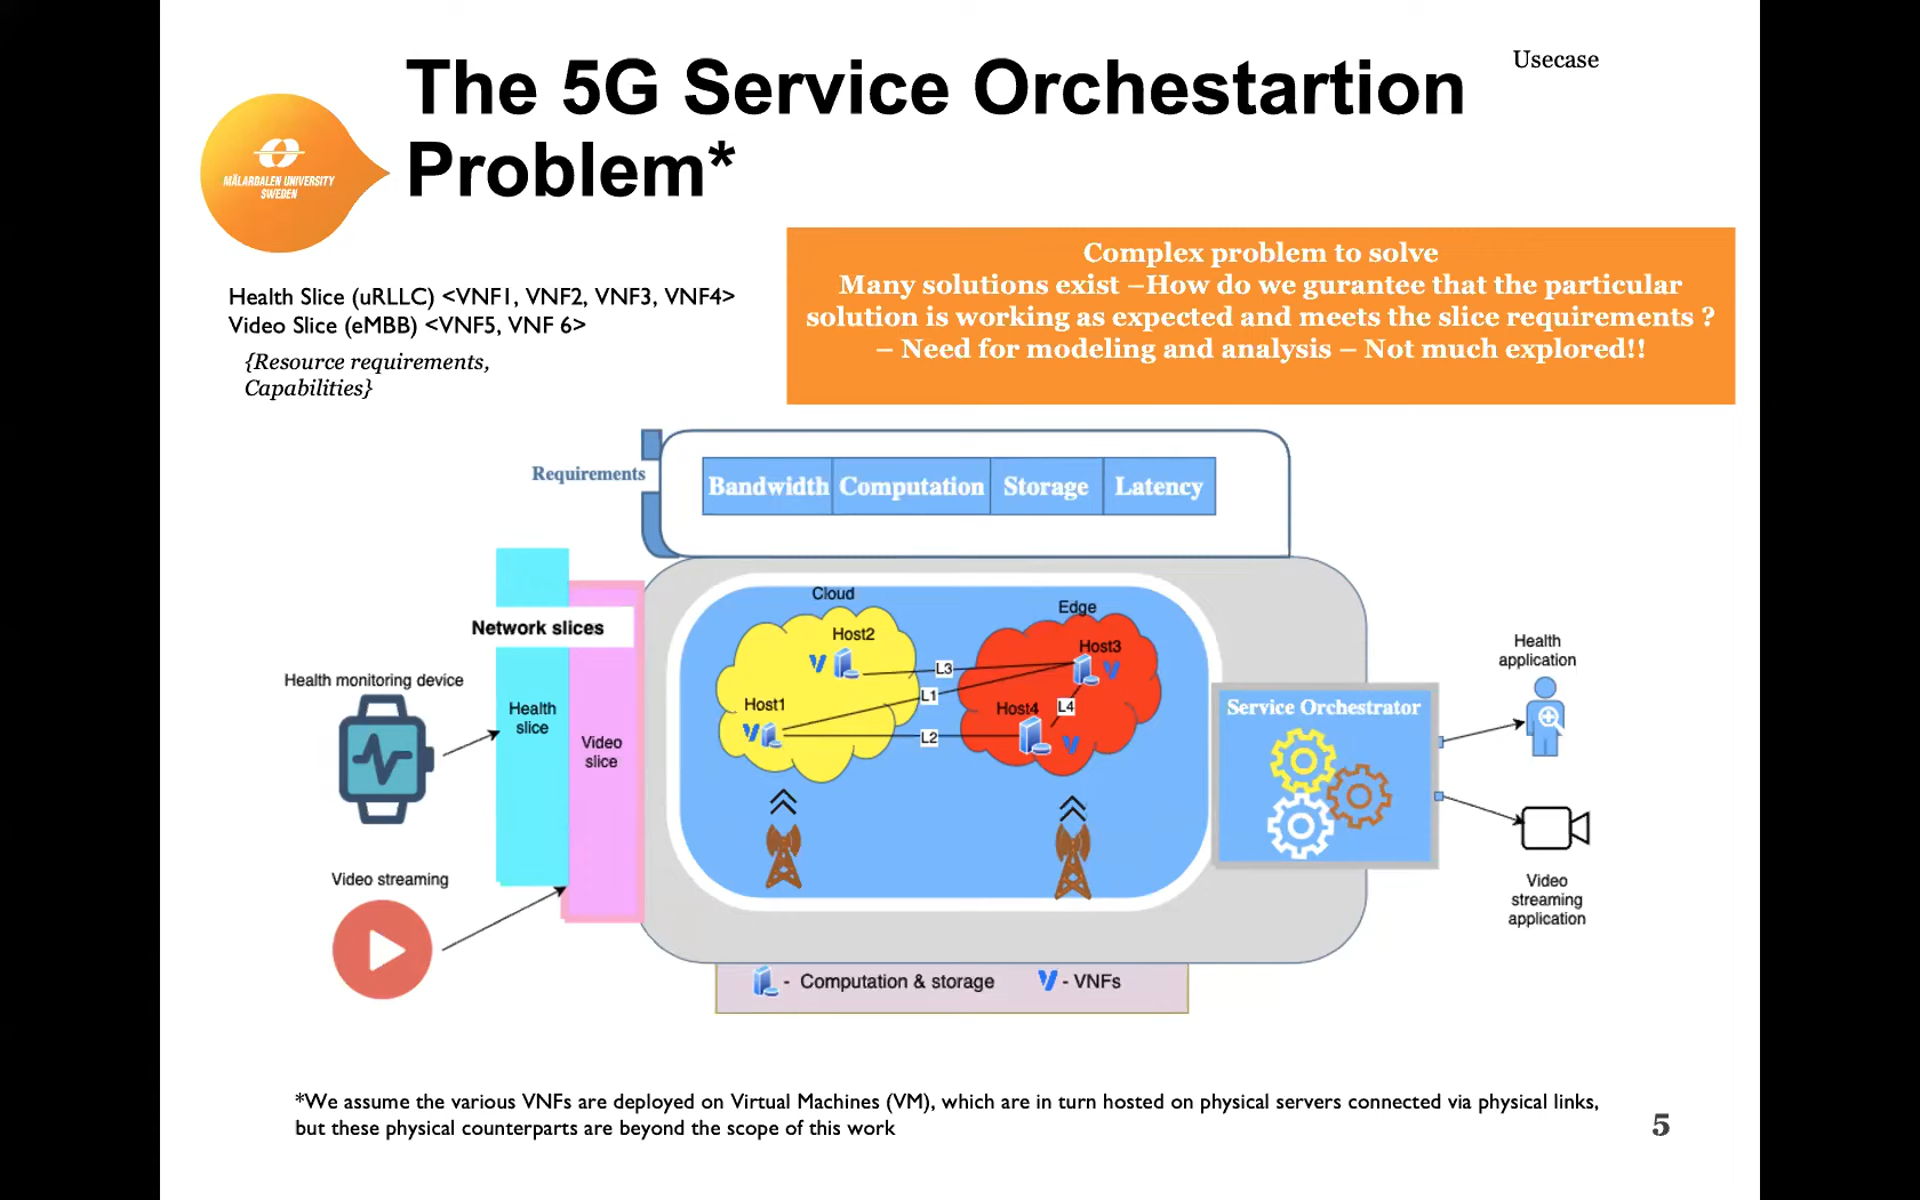 Usecase
The 5G Service Orchestartion
Problem*
MÄLARDALEN UNIVERSITY
SWEDEN
Complex problem to solve
Many solutions exist –How do we gurantee that the particular
solution is working as expected and meets the slice requirements ?
– Need for modeling and analysis – Not much explored!!
Health Slice (uRLLC) <VNF1, VNF2, VNF3, VNF4>
Video Slice (eMBB) <VNF5, VNF 6>
{Resource requirements,
Capabilities}
Requirements
Bandwidth Computation Storage Latency
Network slices
Health monitoring device
Health
slice
Video
slice
Video streaming
Cloud
Host2
Host1
Edge
Host3
Host4
L3
L1
L4
L2
Service Orchestrator
Health
application
Video
streaming
application
- Computation & storage
- VNFs
*We assume the various VNFs are deployed on Virtual Machines (VM), which are in turn hosted on physical servers connected via physical links,
but these physical counterparts are beyond the scope of this work
5